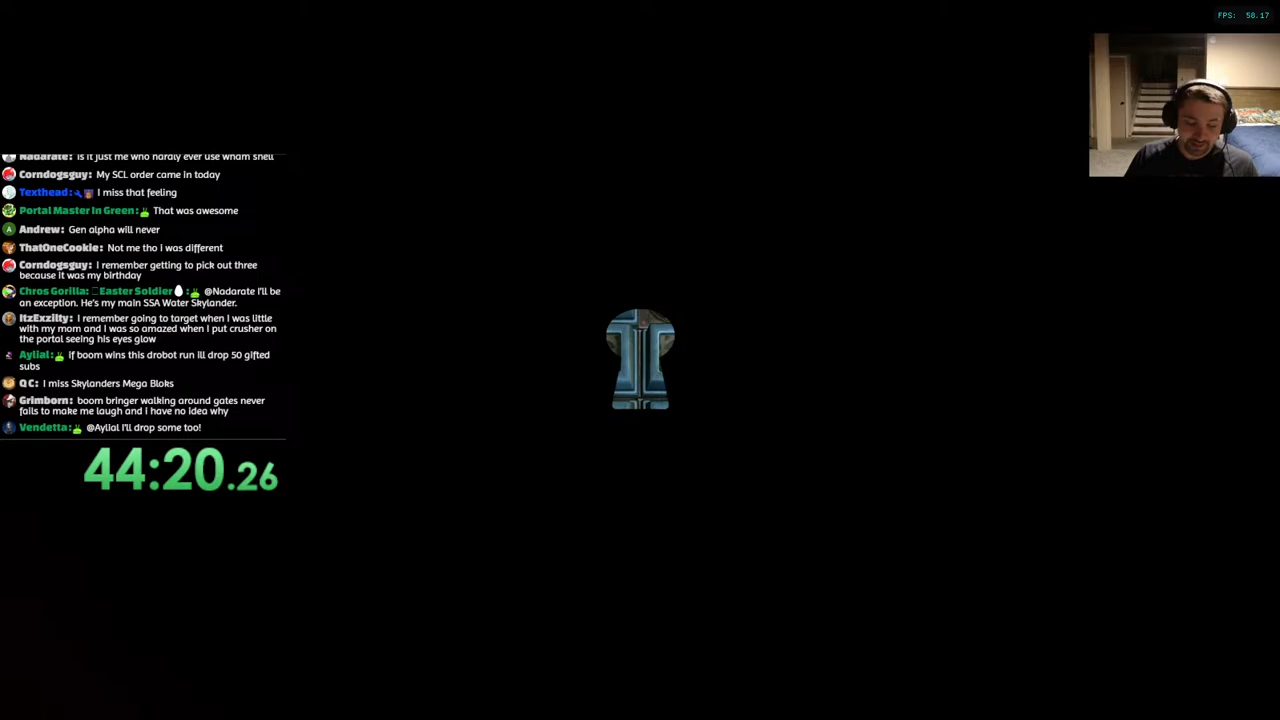 FPS: 58.17
Nadarate: is it just me who hardly ever use wham shell
Corndogsguy: My SCL order came in today
Texthead: I miss that feeling
Portal Master In Green: That was awesome
Andrew: Gen alpha will never
ThatOneCookie: Not me tho i was different
Corndogsguy: I remember getting to pick out three
because it was my birthday
Chros Gorilla: Easter Soldier : @Nadarate I'll be
an exception. He's my main SSA Water Skylander.
ItzExzilty: I remember going to target when I was little
with my mom and I was so amazed when I put crusher on
the portal seeing his eyes glow
Aylial: if boom wins this drobot run ill drop 50 gifted
subs
QC: I miss Skylanders Mega Bloks
Grimborn: boom bringer walking around gates never
fails to make me laugh and i have no idea why
Vendetta: @Aylial I'll drop some too!
44:20.26